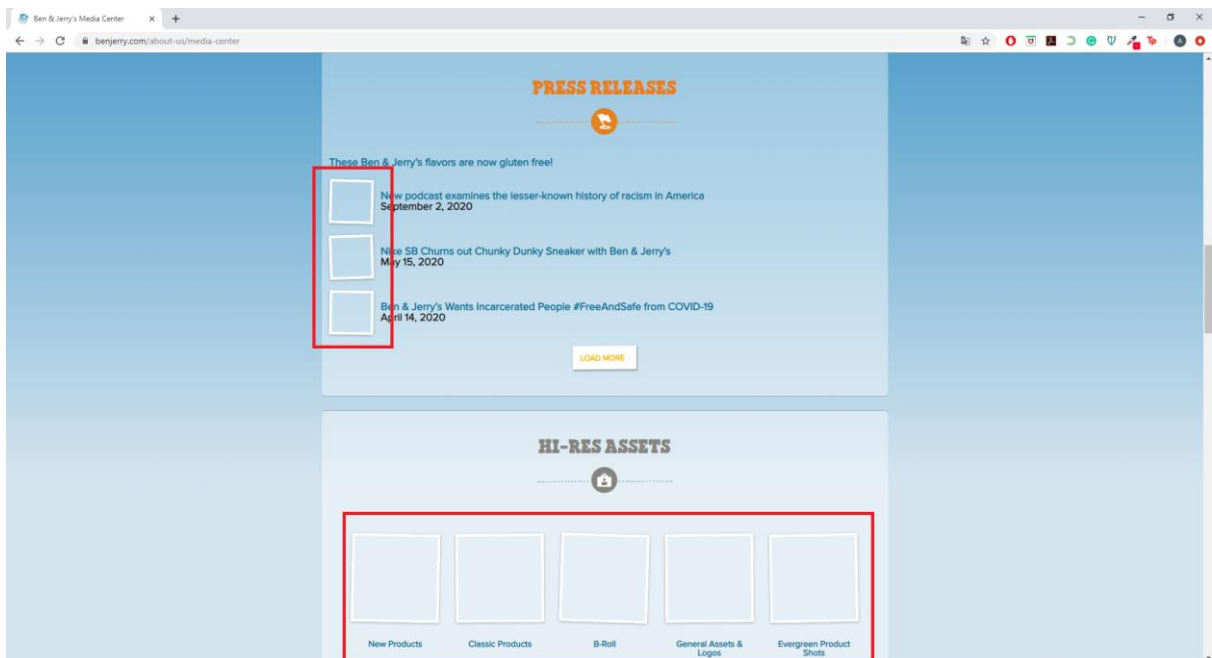 Ben & Jerry's Media Center
benjerry.com/about-us/media-center
PRESS RELEASES
These Ben & Jerry's flavors are now gluten free!
New podcast examines the lesser-known history of racism in America
September 2, 2020
Nike SB Churns out Chunky Dunky Sneaker with Ben & Jerry's
May 15, 2020
Ben & Jerry's Wants Incarcerated People #FreeAndSafe from COVID-19
April 14, 2020
LOAD MORE
HI-RES ASSETS
New Products
Classic Products
B-Roll
General Assets &
Logos
Evergreen Product
Shots